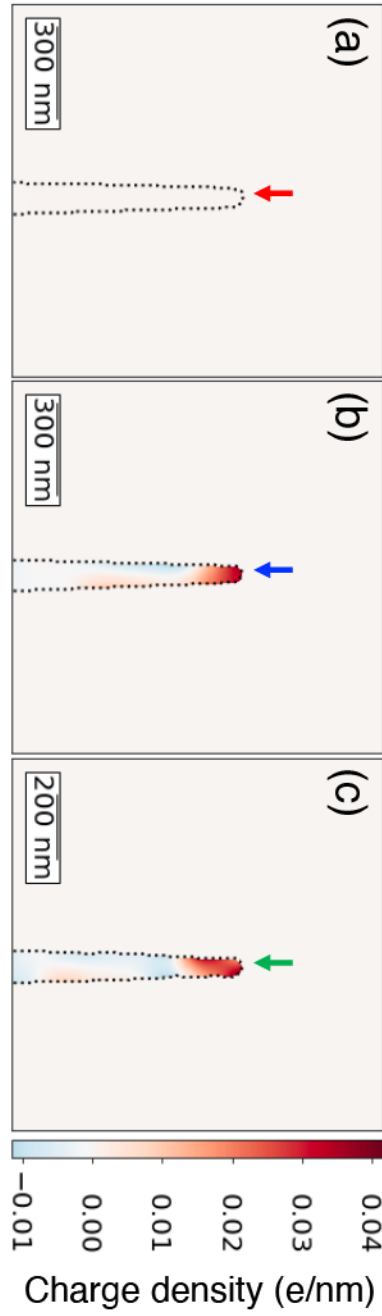 (a)
300 nm
(b)
300 nm
(c)
200 nm
−0.01
0.00
0.01
0.02
0.03
0.04
Charge density (e/nm)